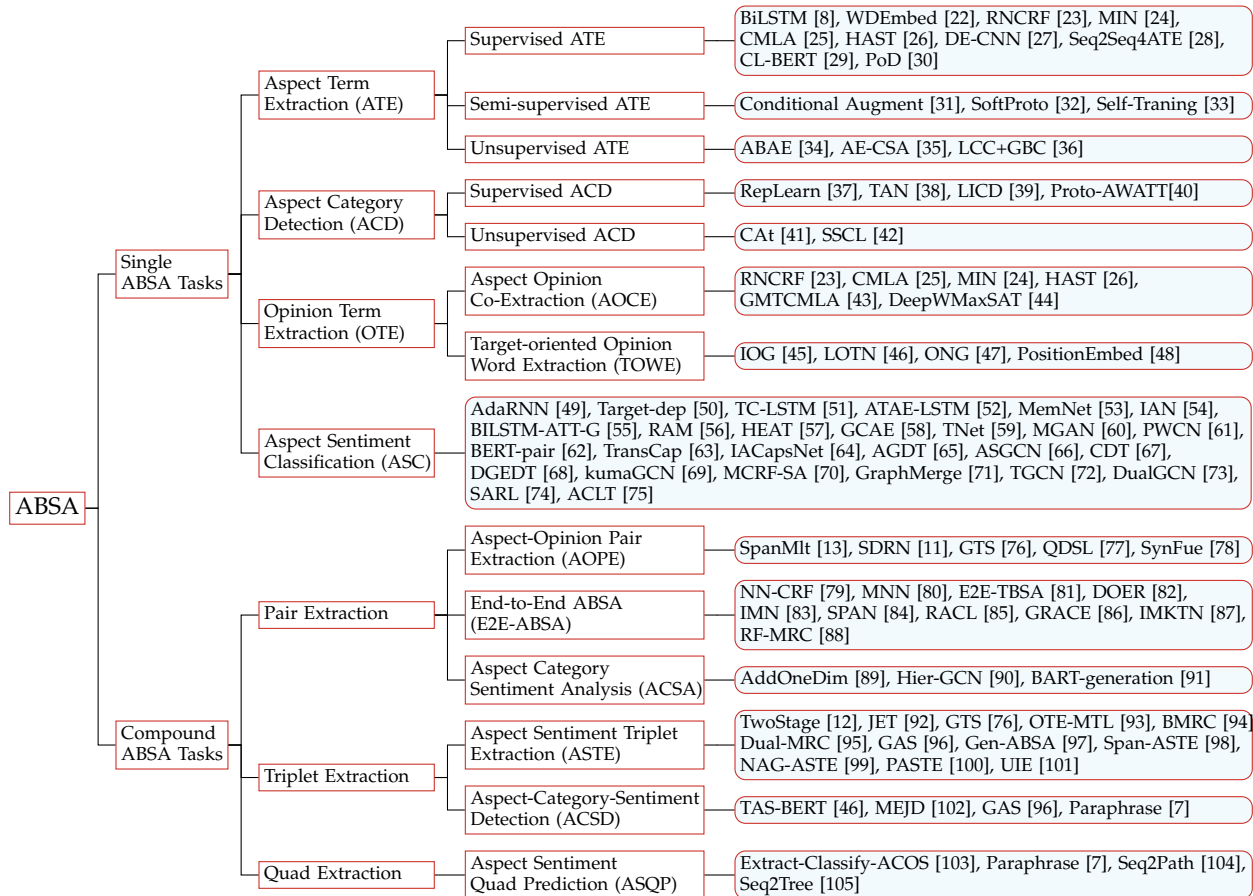 ABSA
Single
ABSA Tasks
Aspect Term
Extraction (ATE)
Supervised ATE
BiLSTM [8], WDEmbed [22], RNCRF [23], MIN [24],
CMLA [25], HAST [26], DE-CNN [27], Seq2Seq4ATE [28],
CL-BERT [29], PoD [30]
Semi-supervised ATE
Conditional Augment [31], SoftProto [32], Self-Traning [33]
Unsupervised ATE
ABAE [34], AE-CSA [35], LCC+GBC [36]
Aspect Category
Detection (ACD)
Supervised ACD
RepLearn [37], TAN [38], LICD [39], Proto-AWATT[40]
Unsupervised ACD
CAt [41], SSCL [42]
Opinion Term
Extraction (OTE)
Aspect Opinion
Co-Extraction (AOCE)
RNCRF [23], CMLA [25], MIN [24], HAST [26],
GMTCMLA [43], DeepWMaxSAT [44]
Target-oriented Opinion
Word Extraction (TOWE)
IOG [45], LOTN [46], ONG [47], PositionEmbed [48]
Aspect Sentiment
Classification (ASC)
AdaRNN [49], Target-dep [50], TC-LSTM [51], ATAE-LSTM [52], MemNet [53], IAN [54],
BILSTM-ATT-G [55], RAM [56], HEAT [57], GCAE [58], TNet [59], MGAN [60], PWCN [61],
BERT-pair [62], TransCap [63], IACapsNet [64], AGDT [65], ASGCN [66], CDT [67],
DGEDT [68], kumaGCN [69], MCRF-SA [70], GraphMerge [71], TGCN [72], DualGCN [73],
SARL [74], ACLT [75]
Compound
ABSA Tasks
Pair Extraction
Aspect-Opinion Pair
Extraction (AOPE)
SpanMlt [13], SDRN [11], GTS [76], QDSL [77], SynFue [78]
End-to-End ABSA
(E2E-ABSA)
NN-CRF [79], MNN [80], E2E-TBSA [81], DOER [82],
IMN [83], SPAN [84], RACL [85], GRACE [86], IMKTN [87],
RF-MRC [88]
Aspect Category
Sentiment Analysis (ACSA)
AddOneDim [89], Hier-GCN [90], BART-generation [91]
Triplet Extraction
Aspect Sentiment Triplet
Extraction (ASTE)
TwoStage [12], JET [92], GTS [76], OTE-MTL [93], BMRC [94]
Dual-MRC [95], GAS [96], Gen-ABSA [97], Span-ASTE [98],
NAG-ASTE [99], PASTE [100], UIE [101]
Aspect-Category-Sentiment
Detection (ACSD)
TAS-BERT [46], MEJD [102], GAS [96], Paraphrase [7]
Quad Extraction
Aspect Sentiment
Quad Prediction (ASQP)
Extract-Classify-ACOS [103], Paraphrase [7], Seq2Path [104],
Seq2Tree [105]